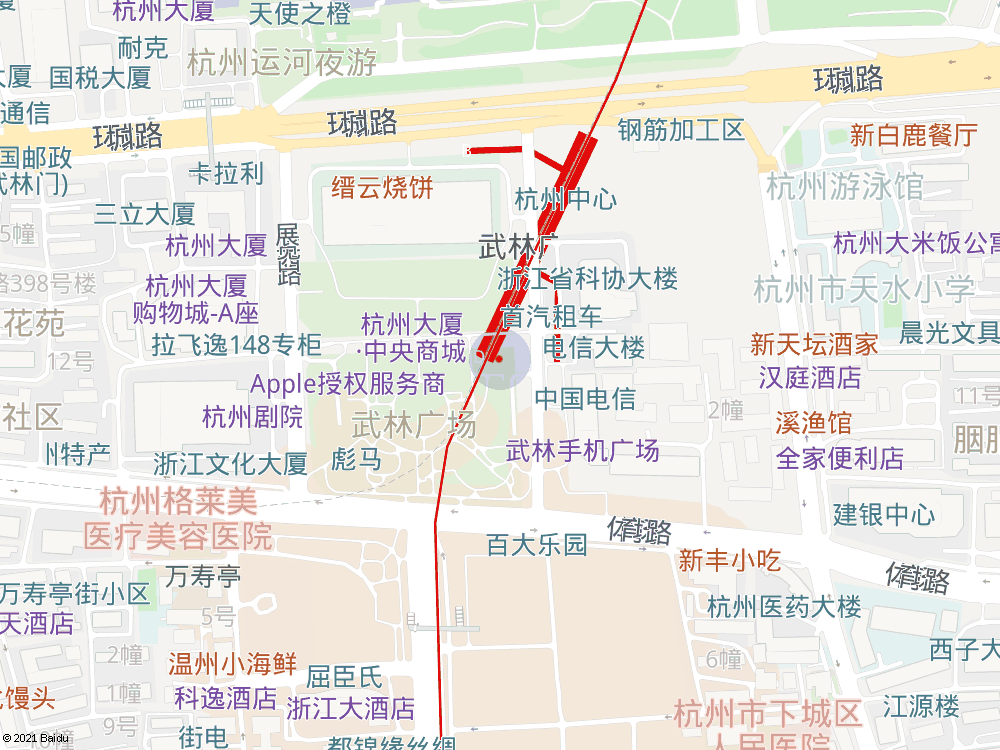 杭州大厦
天使之橙
耐克
杭州运河夜游
大厦
国税大厦
环城路
通信
环城路
环城路
钢筋加工区
新白鹿餐厅
国邮政
武林门)
卡拉利
缙云烧饼
杭州中心
杭州游泳馆
三立大厦
5幢
杭州大厦
展览路
武林广
杭州大米饭公寓
路398号楼
杭州大厦
购物城-A座
浙江省科协大楼
杭州市天水小学
花苑
杭州大厦
·中央商城
首汽租车
晨光文具
12号
拉飞逸148专柜
电信大楼
新天坛酒家
汉庭酒店
Apple授权服务商
中国电信
11号
社区
杭州剧院
武林广场
2幢
溪渔馆
州特产
浙江文化大厦
彪马
武林手机广场
全家便利店
杭州格莱美
医疗美容医院
建银中心
体育路
百大乐园
新丰小吃
体育路
万寿亭
万寿亭街小区
5号
杭州医药大楼
天酒店
2幢
温州小海鲜
屈臣氏
6幢
西子大
馒头
1幢
科逸酒店
浙江大酒店
9号
杭州市下城区
人民医院
江源楼
街电
都锦缘丝绸
© 2021 Baidu